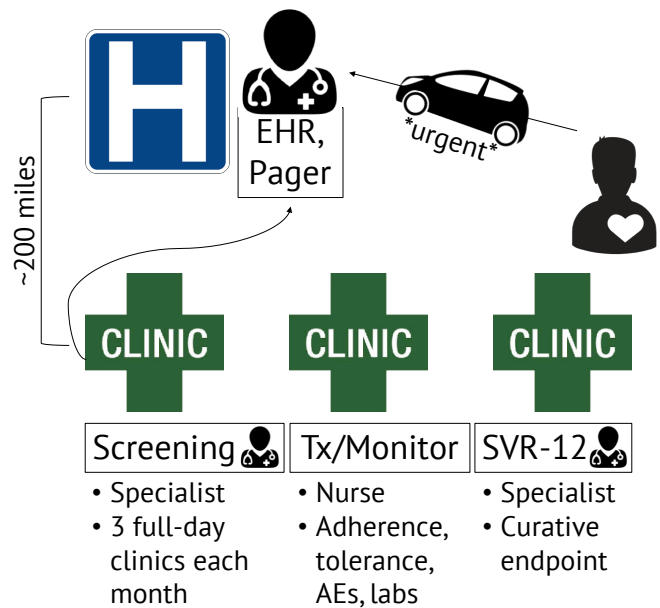 H
EHR,
Pager
*urgent*
~200 miles
CLINIC
CLINIC
CLINIC
Screening
• Specialist
• 3 full-day
clinics each
month
Tx/Monitor
• Nurse
• Adherence,
tolerance,
AEs, labs
SVR-12
• Specialist
• Curative
endpoint